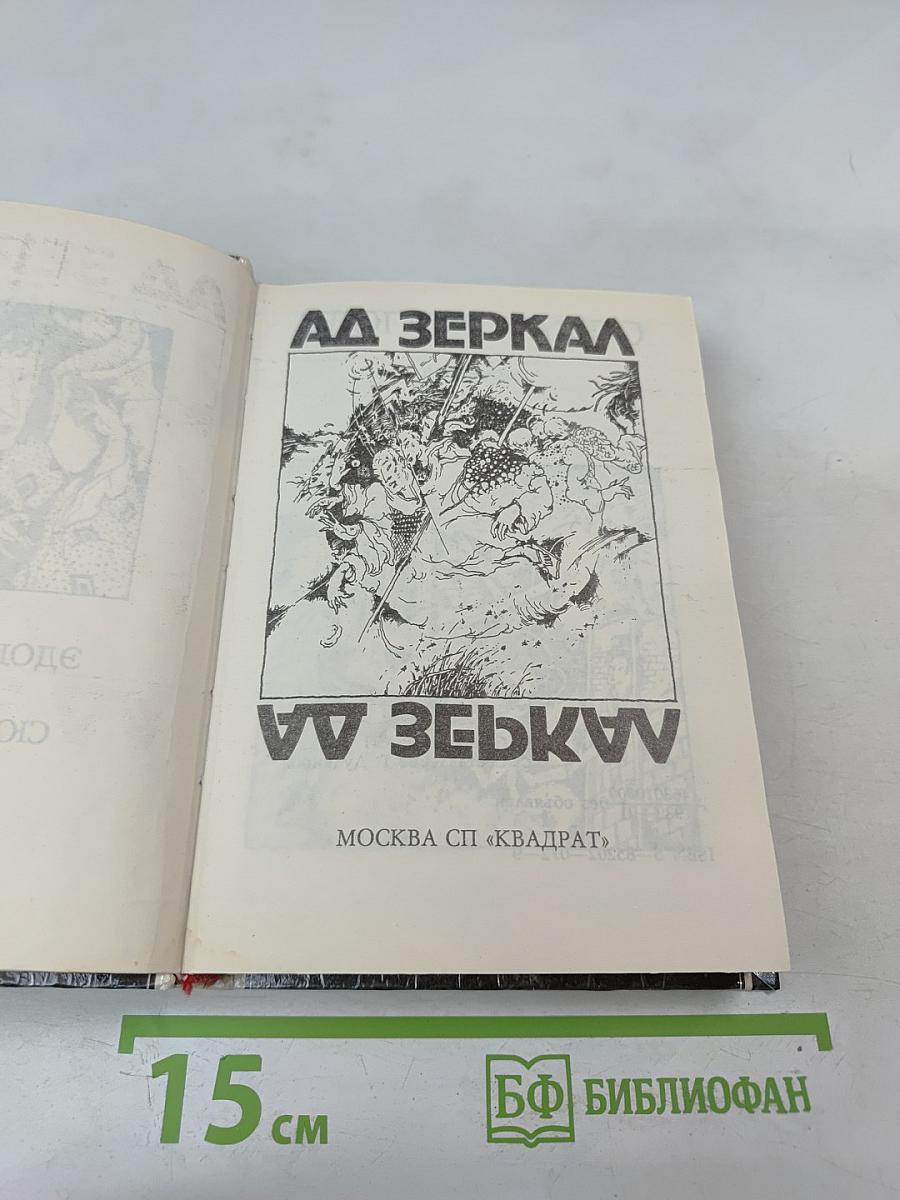 АД ЗЕРКАЛ
АД ЗЕРКАЛ
МОСКВА СП «КВАДРАТ»
15 см
БФ БИБЛИОФАН